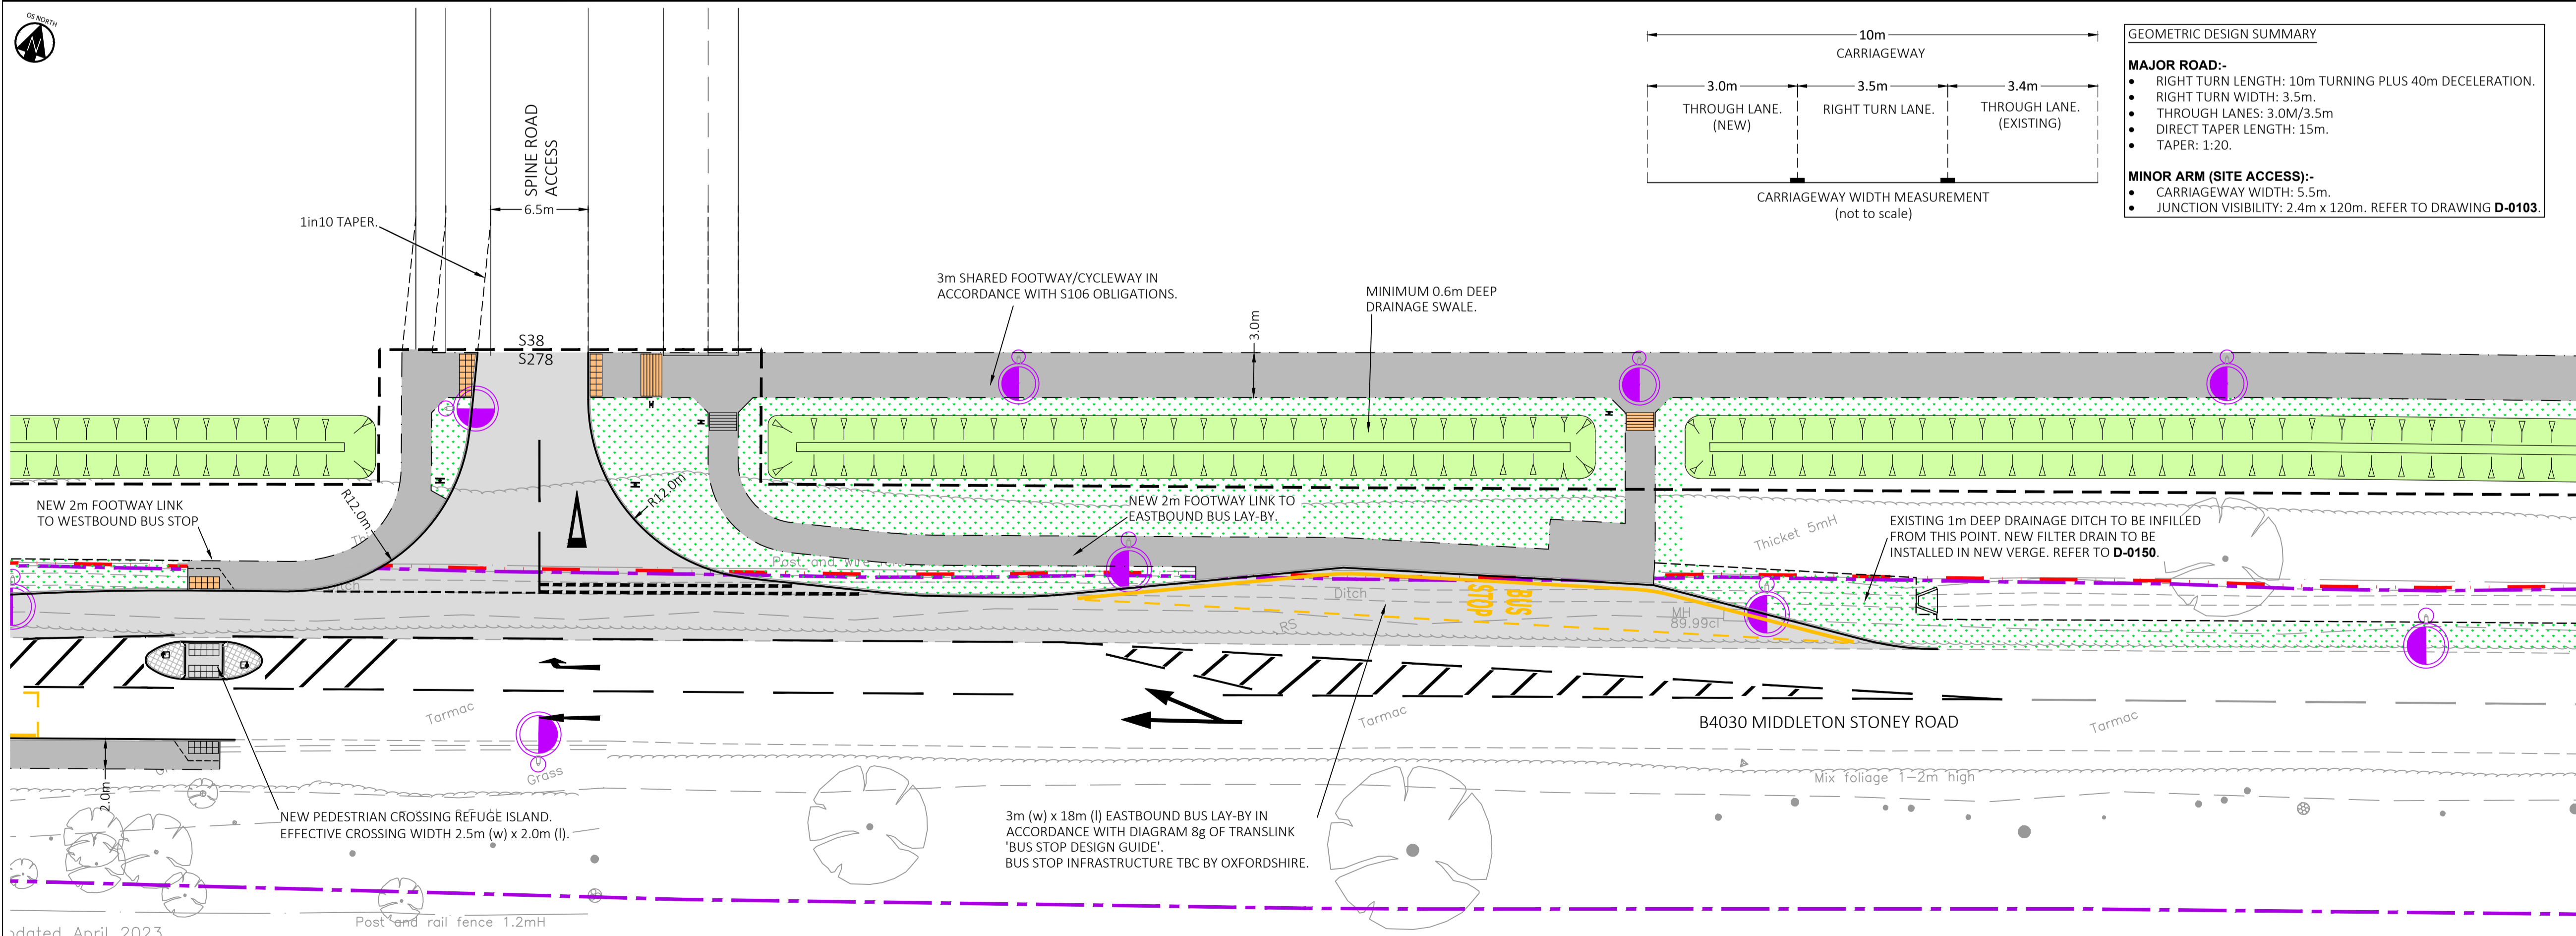 OS NORTH
N
SPINE ROAD
ACCESS
6.5m
1in10 TAPER.
S38
S278
3m SHARED FOOTWAY/CYCLEWAY IN
ACCORDANCE WITH S106 OBLIGATIONS.
3.0m
MINIMUM 0.6m DEEP
DRAINAGE SWALE.
10m
CARRIAGEWAY
3.0m
3.5m
3.4m
THROUGH LANE.
(NEW)
RIGHT TURN LANE.
THROUGH LANE.
(EXISTING)
CARRIAGEWAY WIDTH MEASUREMENT
(not to scale)
GEOMETRIC DESIGN SUMMARY
MAJOR ROAD:-
• RIGHT TURN LENGTH: 10m TURNING PLUS 40m DECELERATION.
• RIGHT TURN WIDTH: 3.5m.
• THROUGH LANES: 3.0M/3.5m
• DIRECT TAPER LENGTH: 15m.
• TAPER: 1:20.
MINOR ARM (SITE ACCESS):-
• CARRIAGEWAY WIDTH: 5.5m.
• JUNCTION VISIBILITY: 2.4m x 120m. REFER TO DRAWING D-0103.
NEW 2m FOOTWAY LINK
TO WESTBOUND BUS STOP
R12.0m
R12.0m
NEW 2m FOOTWAY LINK TO
EASTBOUND BUS LAY-BY.
Thicket 5mH
EXISTING 1m DEEP DRAINAGE DITCH TO BE INFILLED
FROM THIS POINT. NEW FILTER DRAIN TO BE
INSTALLED IN NEW VERGE. REFER TO D-0150.
Post and wire
Ditch
BUS
STOP
MH
89.99cl
RS
Tarmac
Tarmac
Tarmac
B4030 MIDDLETON STONEY ROAD
Grass
2.0m
Mix foliage 1-2m high
NEW PEDESTRIAN CROSSING REFUGE ISLAND.
EFFECTIVE CROSSING WIDTH 2.5m (w) x 2.0m (l).
3m (w) x 18m (l) EASTBOUND BUS LAY-BY IN
ACCORDANCE WITH DIAGRAM 8g OF TRANSLINK
'BUS STOP DESIGN GUIDE'.
BUS STOP INFRASTRUCTURE TBC BY OXFORDSHIRE.
Post and rail fence 1.2mH
April 2023